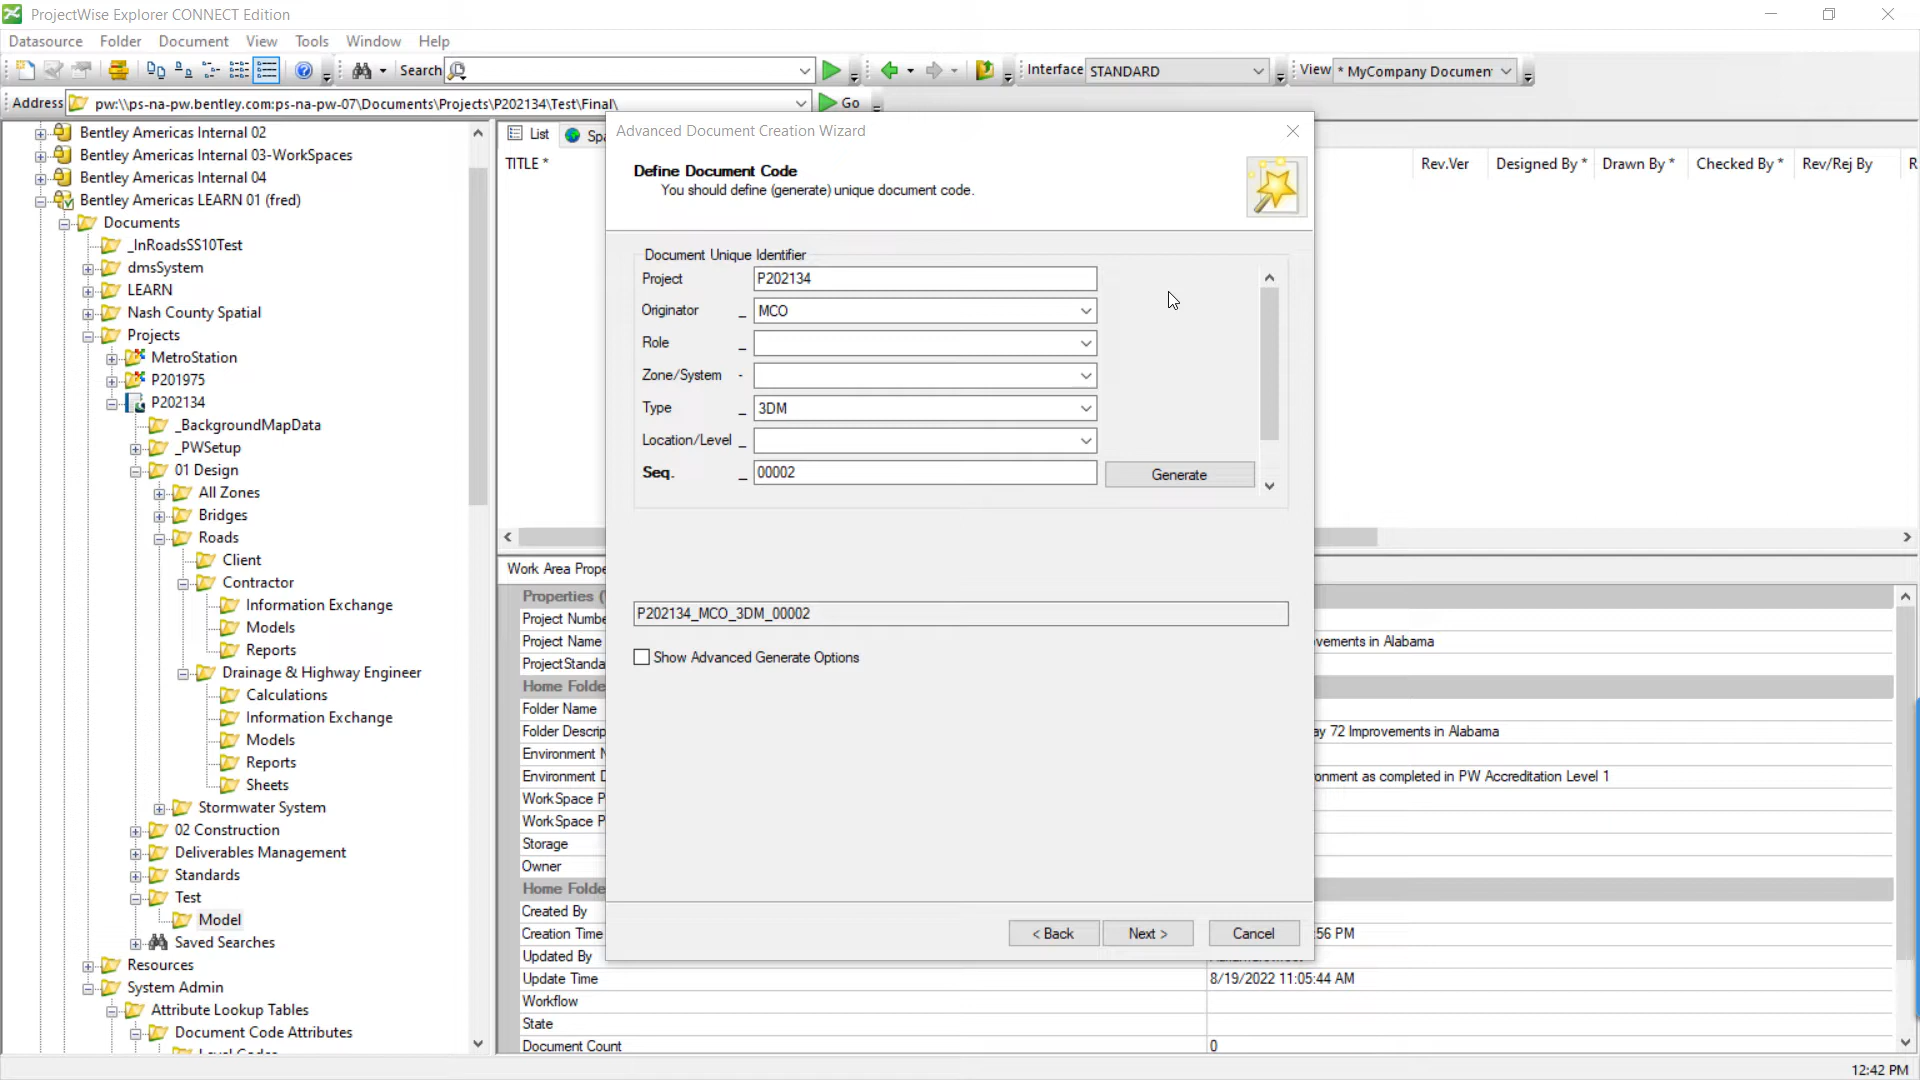 ProjectWise Explorer CONNECT Edition
Datasource Folder Document View Tools Window Help
Search Interface STANDARD View * MyCompany Documen
Address pw:\\ps-na-pw.bentley.com:ps-na-pw-07\Documents\Projects\P202134\Test\Final\ Go
Bentley Americas Internal 02
Bentley Americas Internal 03-WorkSpaces
Bentley Americas Internal 04
Bentley Americas LEARN 01 (fred)
Documents
_InRoadsSS10Test
dmsSystem
LEARN
Nash County Spatial
Projects
MetroStation
P201975
P202134
_BackgroundMapData
_PWSetup
01 Design
All Zones
Bridges
Roads
Client
Contractor
Information Exchange
Models
Reports
Drainage & Highway Engineer
Calculations
Information Exchange
Models
Reports
Sheets
Stormwater System
02 Construction
Deliverables Management
Standards
Test
Model
Saved Searches
Resources
System Admin
Attribute Lookup Tables
Document Code Attributes
List Spa
TITLE * Rev.Ver Designed By * Drawn By * Checked By * Rev/Rej By R
Advanced Document Creation Wizard
Define Document Code
You should define (generate) unique document code.
Document Unique Identifier
Project P202134
Originator _ MCO
Role _
Zone/System -
Type _ 3DM
Location/Level _
Seq. _ 00002 Generate
P202134_MCO_3DM_00002
Show Advanced Generate Options
< Back Next > Cancel
Work Area Prope
Properties (
Project Numbe
Project Name vements in Alabama
ProjectStanda
Home Folde
Folder Name
Folder Descrip ay 72 Improvements in Alabama
Environment N
Environment D onment as completed in PW Accreditation Level 1
WorkSpace P
WorkSpace P
Storage
Owner
Home Folde
Created By
Creation Time :56 PM
Updated By
Update Time 8/19/2022 11:05:44 AM
Workflow
State
Document Count 0
12:42 PM